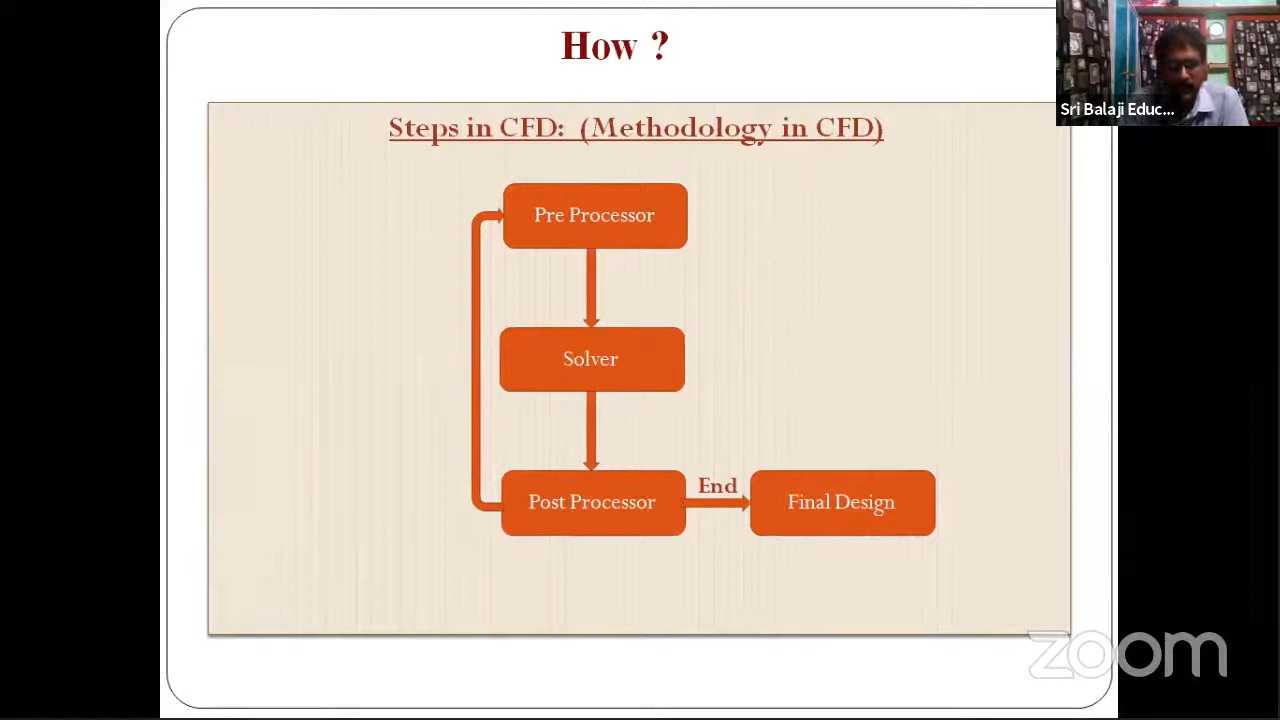 How ?
Sri Balaji Educ...
Steps in CFD: (Methodology in CFD)
Pre Processor
Solver
Post Processor
End
Final Design
zoom